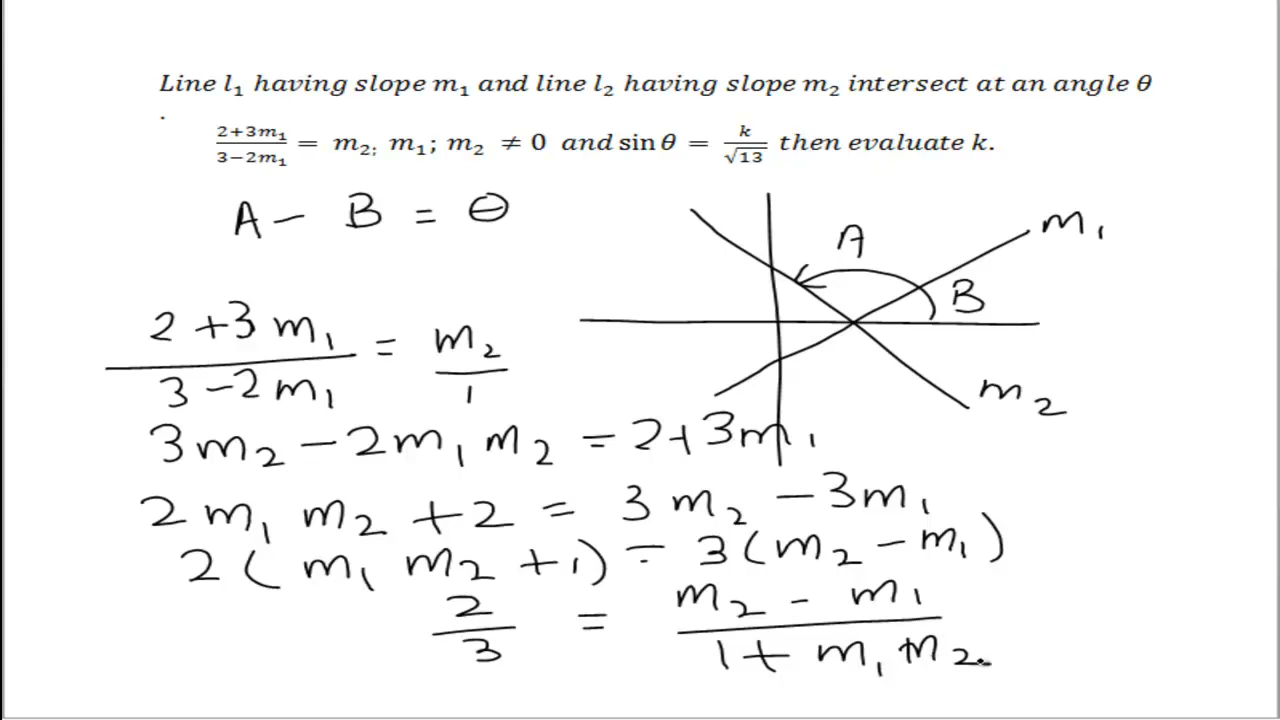 Line l₁ having slope m₁ and line l₂ having slope m₂ intersect at an angle θ
.
2+3m₁/3−2m₁ = m₂; m₁; m₂ ≠ 0 and sin θ = k/√13 then evaluate k.
A − B = θ
A
m₁
B
m₂
2 + 3m₁/3 − 2m₁ = m₂/1
3m₂ − 2m₁m₂ = 2 + 3m₁
2m₁m₂ + 2 = 3m₂ − 3m₁
2(m₁m₂ + 1) = 3(m₂ − m₁)
2/3 = m₂ − m₁/1 + m₁m₂